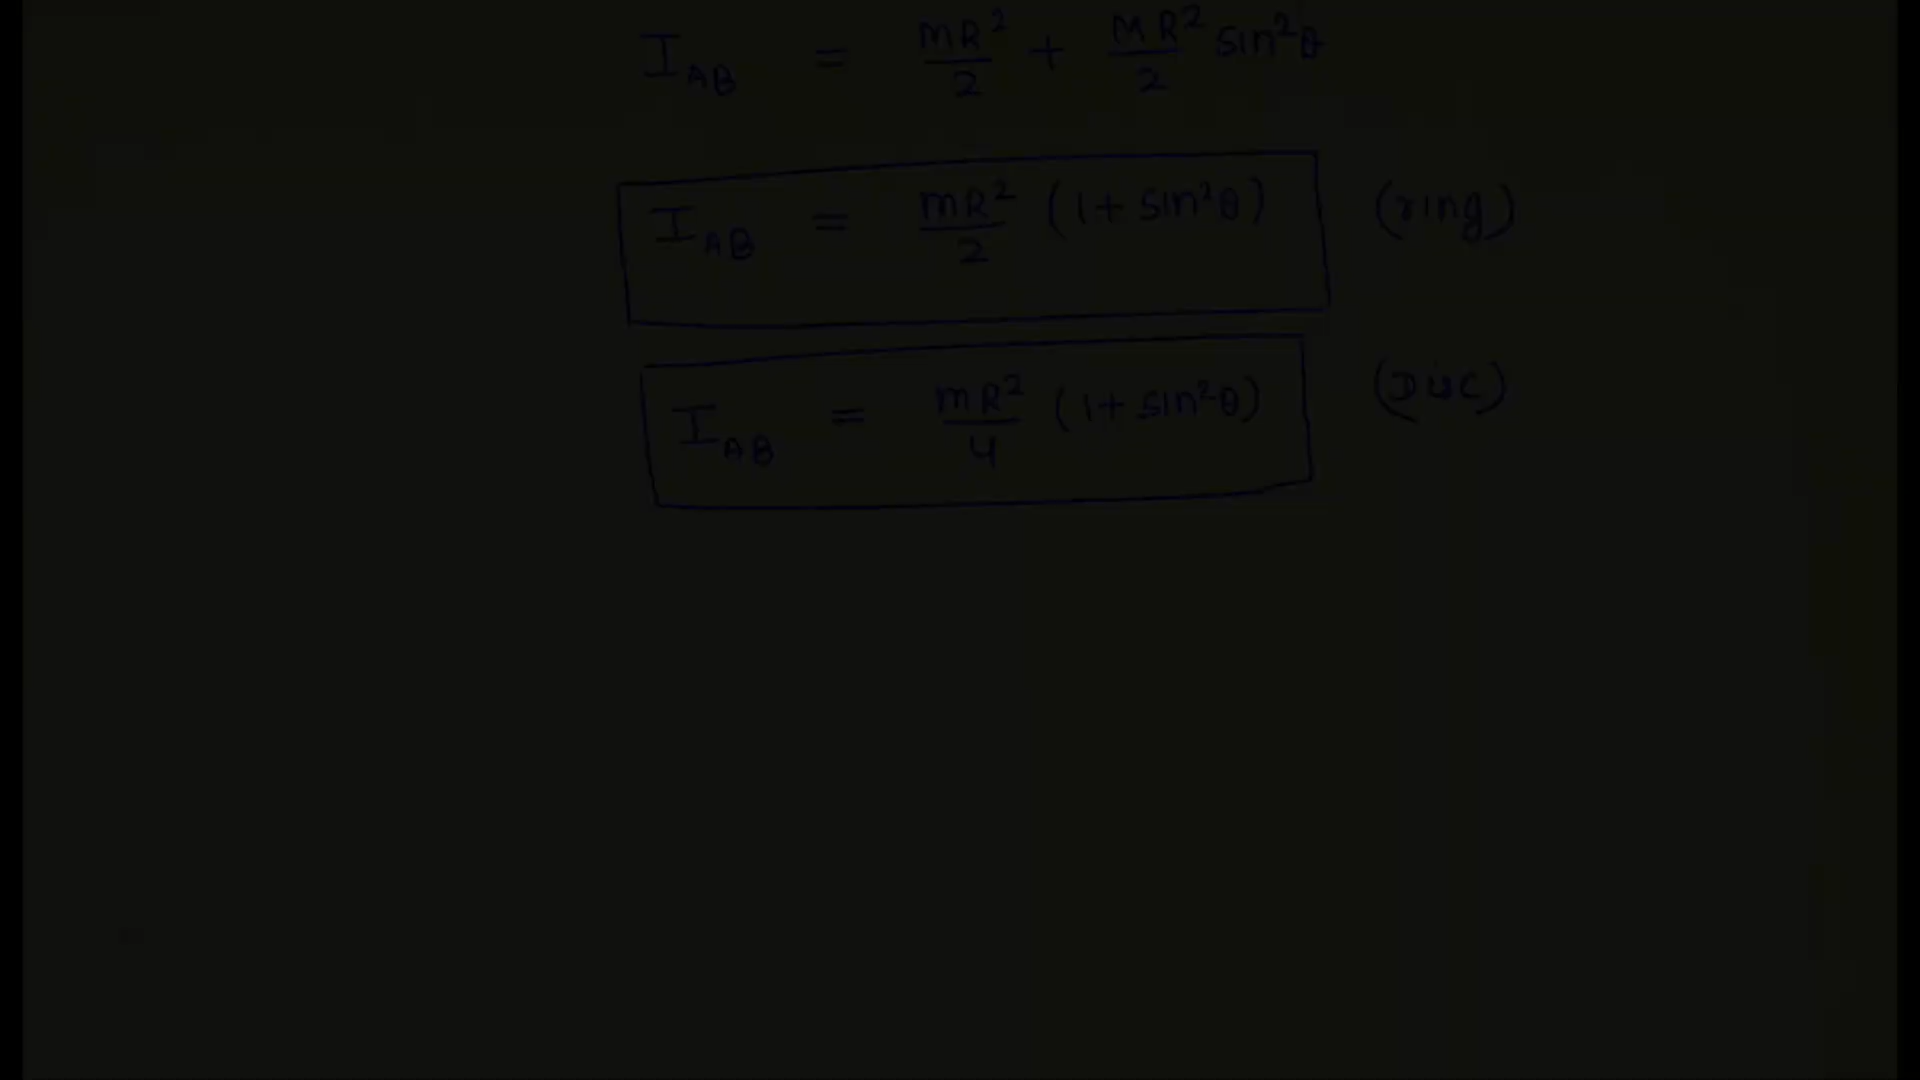 I_AB = mR²/2 + MR²/2 sin²θ
I_AB = mR²/2 (1 + sin²θ) (ring)
I_AB = mR²/4 (1 + sin²θ) (Disc)